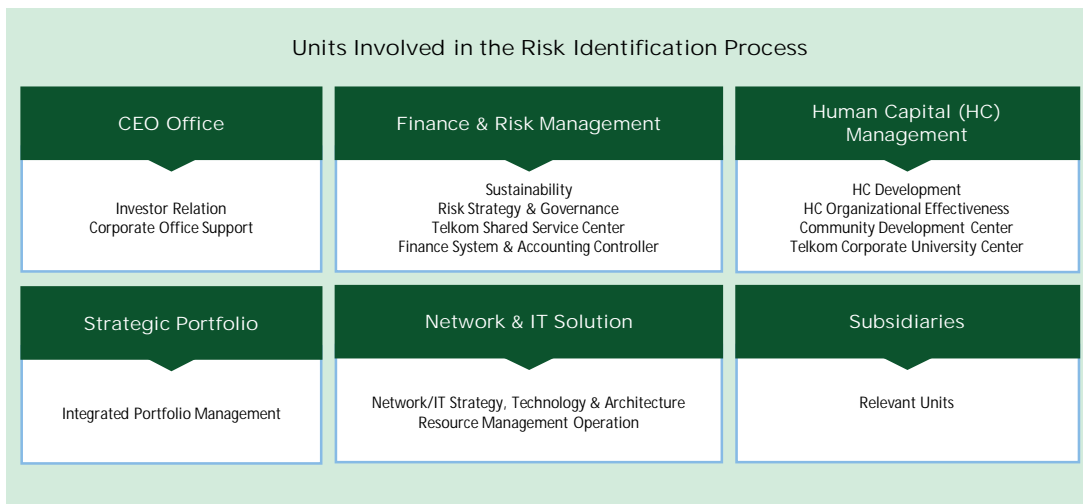 Units Involved in the Risk Identification Process
CEO Office
Investor Relation
Corporate Office Support
Finance & Risk Management
Sustainability
Risk Strategy & Governance
Telkom Shared Service Center
Finance System & Accounting Controller
Human Capital (HC)
Management
HC Development
HC Organizational Effectiveness
Community Development Center
Telkom Corporate University Center
Strategic Portfolio
Integrated Portfolio Management
Network & IT Solution
Network/IT Strategy, Technology & Architecture
Resource Management Operation
Subsidiaries
Relevant Units